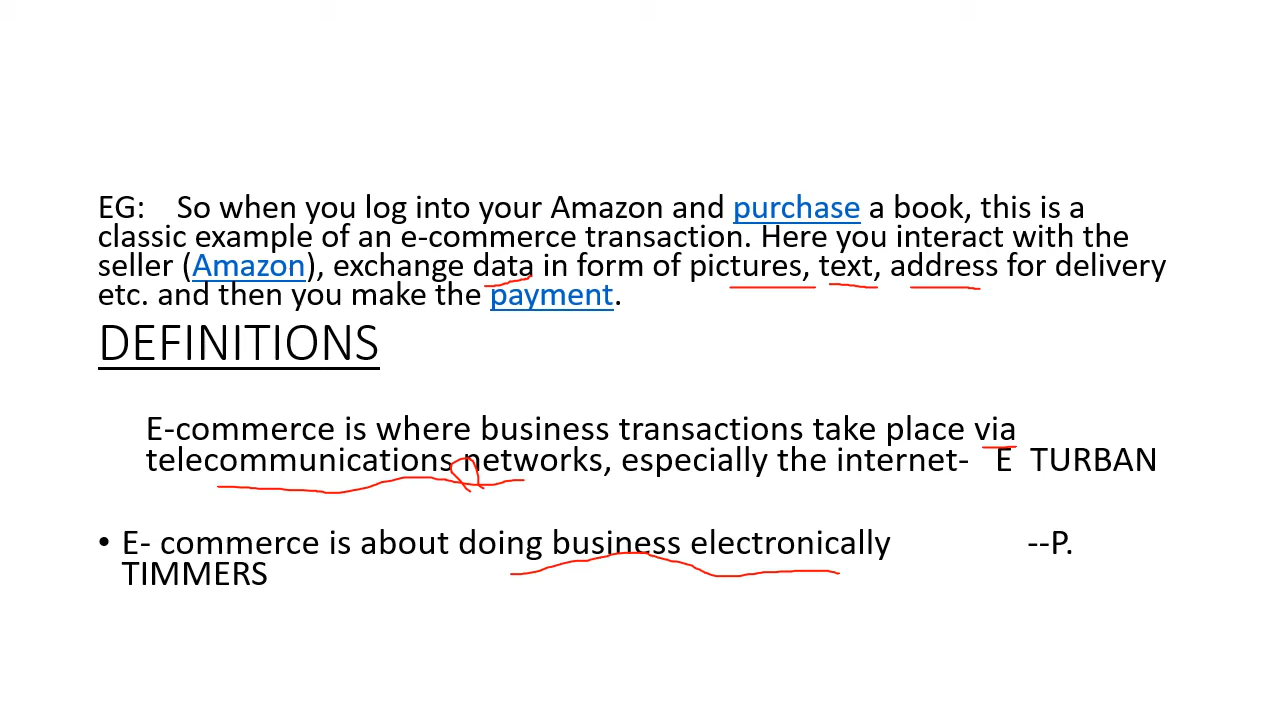 EG: So when you log into your Amazon and purchase a book, this is a
classic example of an e-commerce transaction. Here you interact with the
seller (Amazon), exchange data in form of pictures, text, address for delivery
etc. and then you make the payment.
DEFINITIONS
E-commerce is where business transactions take place via
telecommunications networks, especially the internet- E TURBAN
• E- commerce is about doing business electronically --P.
TIMMERS